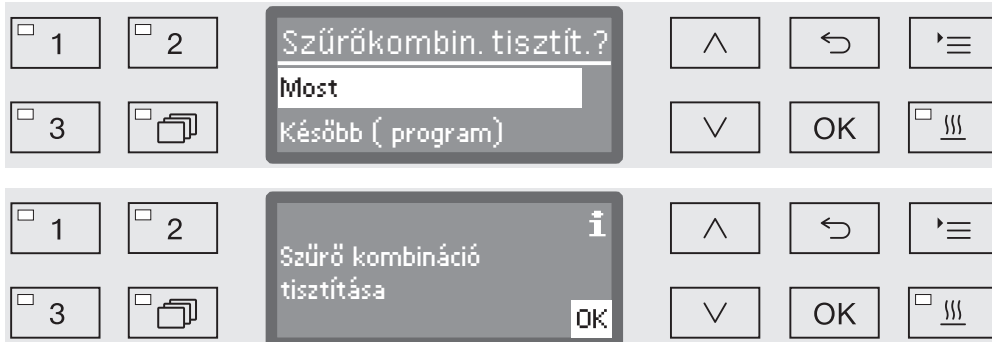 1
2
Szűrőkombin. tisztít.?
Most
3
Később ( program)
OK
1
2
i
Szűrő kombináció
tisztítása
OK
3
OK